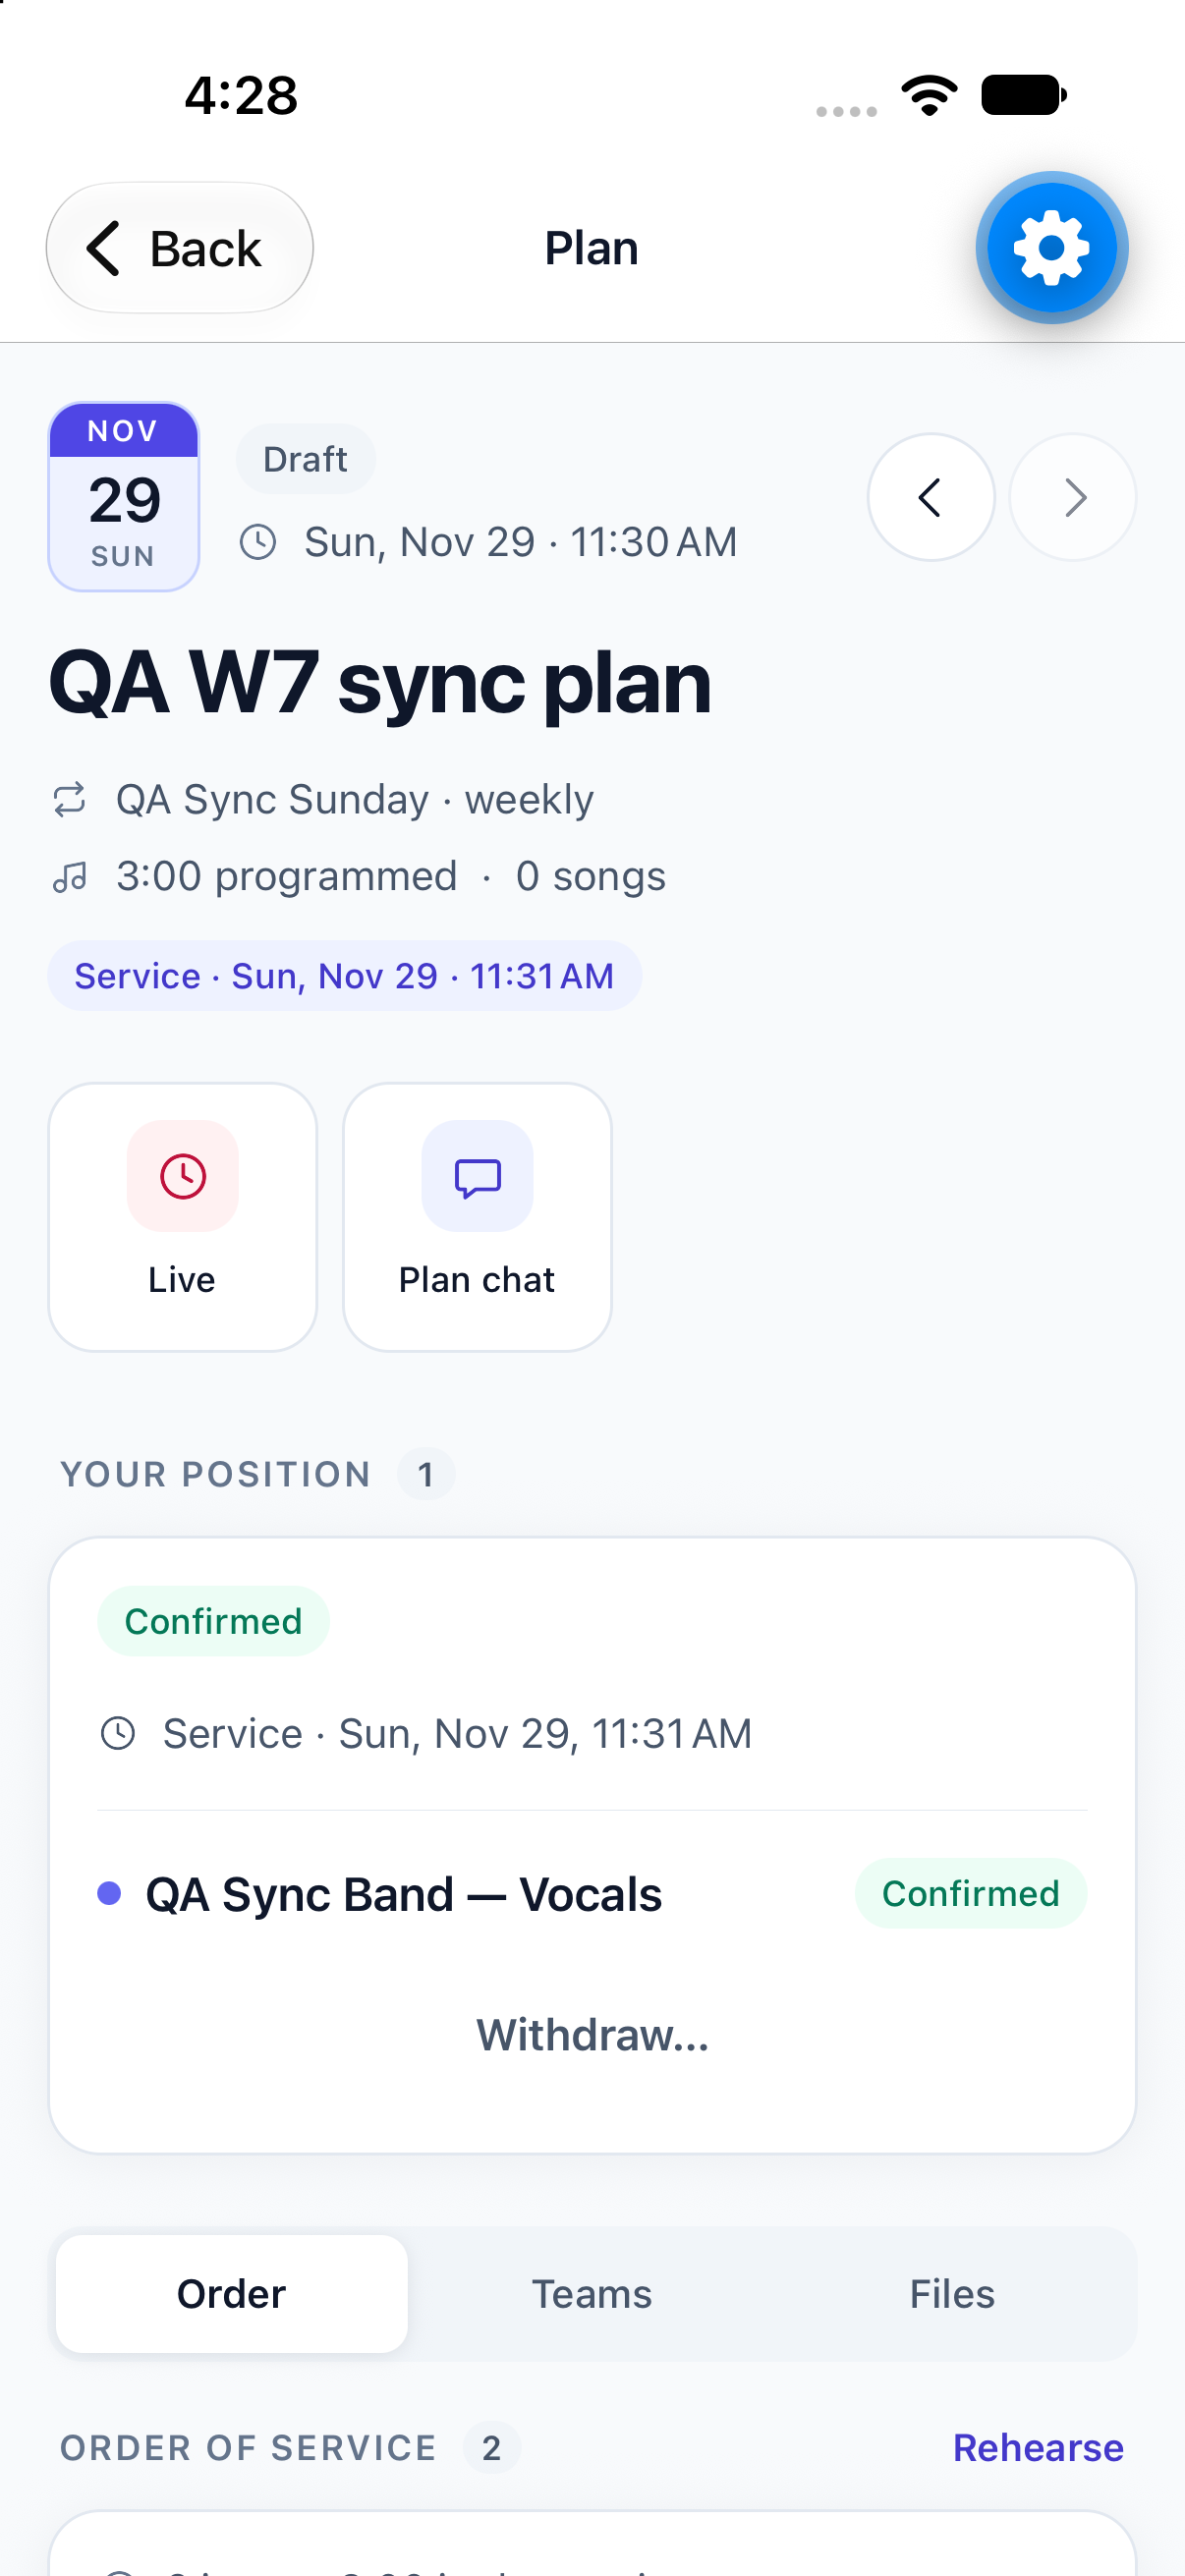 4:28
Back
Plan
NOV
29
SUN
Draft
Sun, Nov 29 · 11:30 AM
QA W7 sync plan
QA Sync Sunday · weekly
3:00 programmed · 0 songs
Service · Sun, Nov 29 · 11:31 AM
Live
Plan chat
YOUR POSITION 1
Confirmed
Service · Sun, Nov 29, 11:31 AM
QA Sync Band — Vocals
Confirmed
Withdraw...
Order
Teams
Files
ORDER OF SERVICE 2
Rehearse